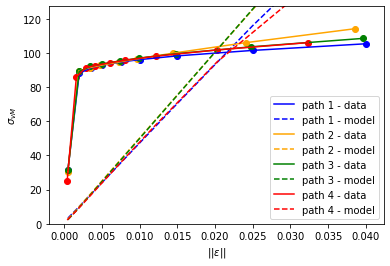 120
100
80
60
40
20
0
σ_vM
0.000 0.005 0.010 0.015 0.020 0.025 0.030 0.035 0.040
||ε||
path 1 - data
path 1 - model
path 2 - data
path 2 - model
path 3 - data
path 3 - model
path 4 - data
path 4 - model